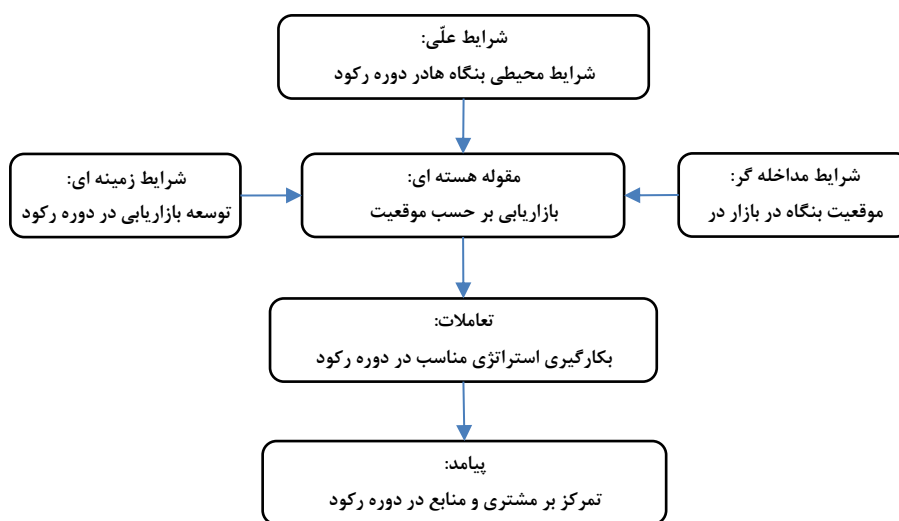 شرایط علّی:
شرایط محیطی بنگاه هادر دوره رکود
شرایط مداخله گر:
موقعیت بنگاه در بازار در
مقوله هسته ای:
بازاریابی بر حسب موقعیت
شرایط زمینه ای:
توسعه بازاریابی در دوره رکود
تعاملات:
بکارگیری استراتژی مناسب در دوره رکود
پیامد:
تمرکز بر مشتری و منابع در دوره رکود